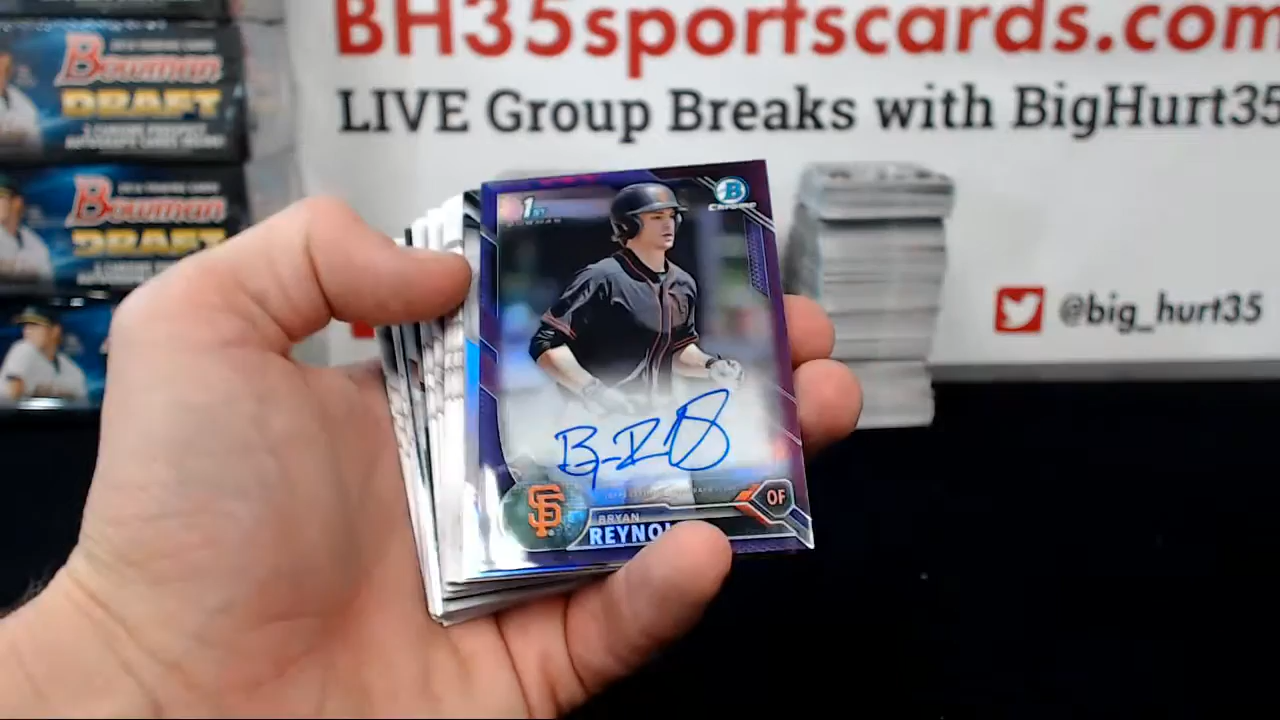 BH35sportscards.com
LIVE Group Breaks with BigHurt35
@big_hurt35
Bowman
DRAFT
Bowman
DRAFT
1ST
BOWMAN
B
CHROME
SF
OF
BRYAN
REYNO